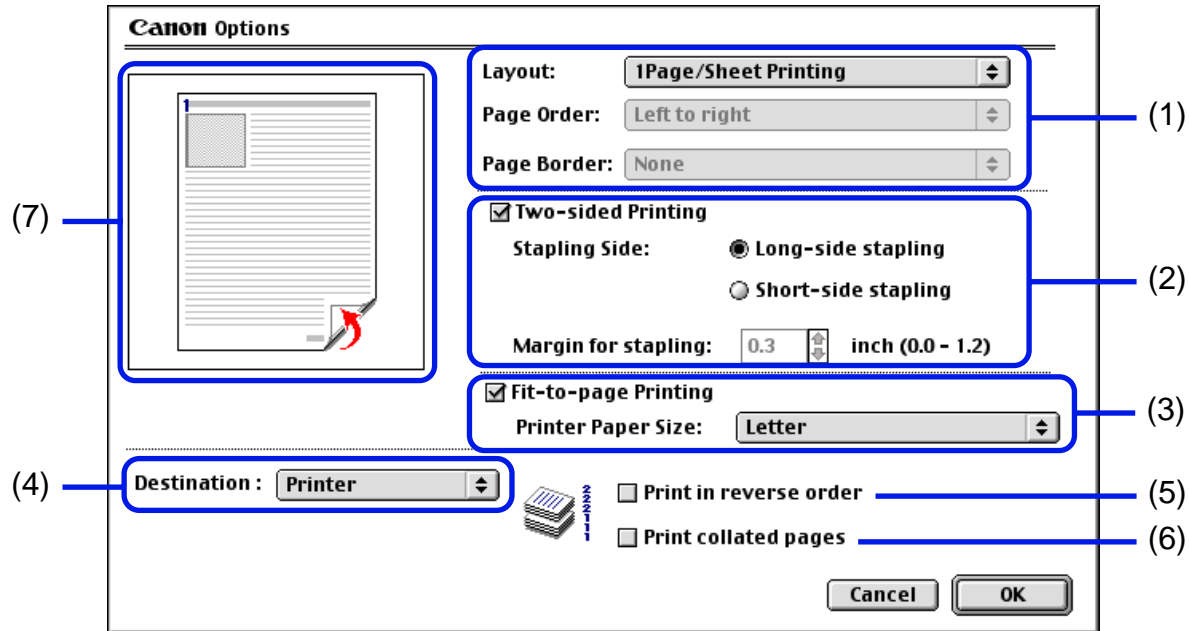 Canon Options
Layout: 1Page/Sheet Printing
Page Order: Left to right
(1)
Page Border: None
1
(7)
Two-sided Printing
Stapling Side: Long-side stapling
Short-side stapling
(2)
Margin for stapling: 0.3 inch (0.0 - 1.2)
Fit-to-page Printing
(3)
Printer Paper Size: Letter
(4)
Destination : Printer
222111
Print in reverse order
(5)
Print collated pages
(6)
Cancel OK